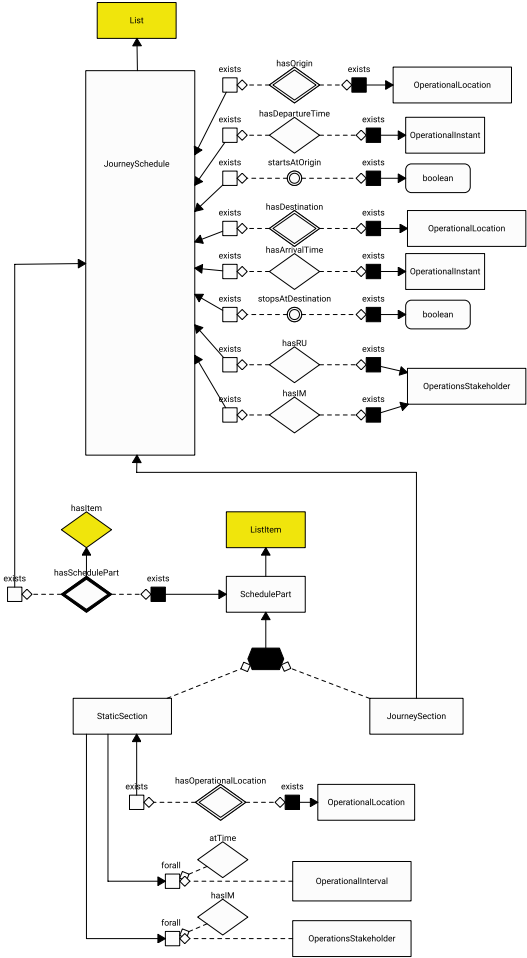 List
JourneySchedule
exists
hasOrigin
exists
OperationalLocation
exists
hasDepartureTime
exists
OperationalInstant
exists
startsAtOrigin
exists
boolean
exists
hasDestination
exists
OperationalLocation
exists
hasArrivalTime
exists
OperationalInstant
exists
stopsAtDestination
exists
boolean
exists
hasRU
exists
OperationsStakeholder
exists
hasIM
exists
hasItem
ListItem
exists
hasSchedulePart
exists
SchedulePart
StaticSection
JourneySection
exists
hasOperationalLocation
exists
OperationalLocation
atTime
forall
OperationalInterval
hasIM
forall
OperationsStakeholder